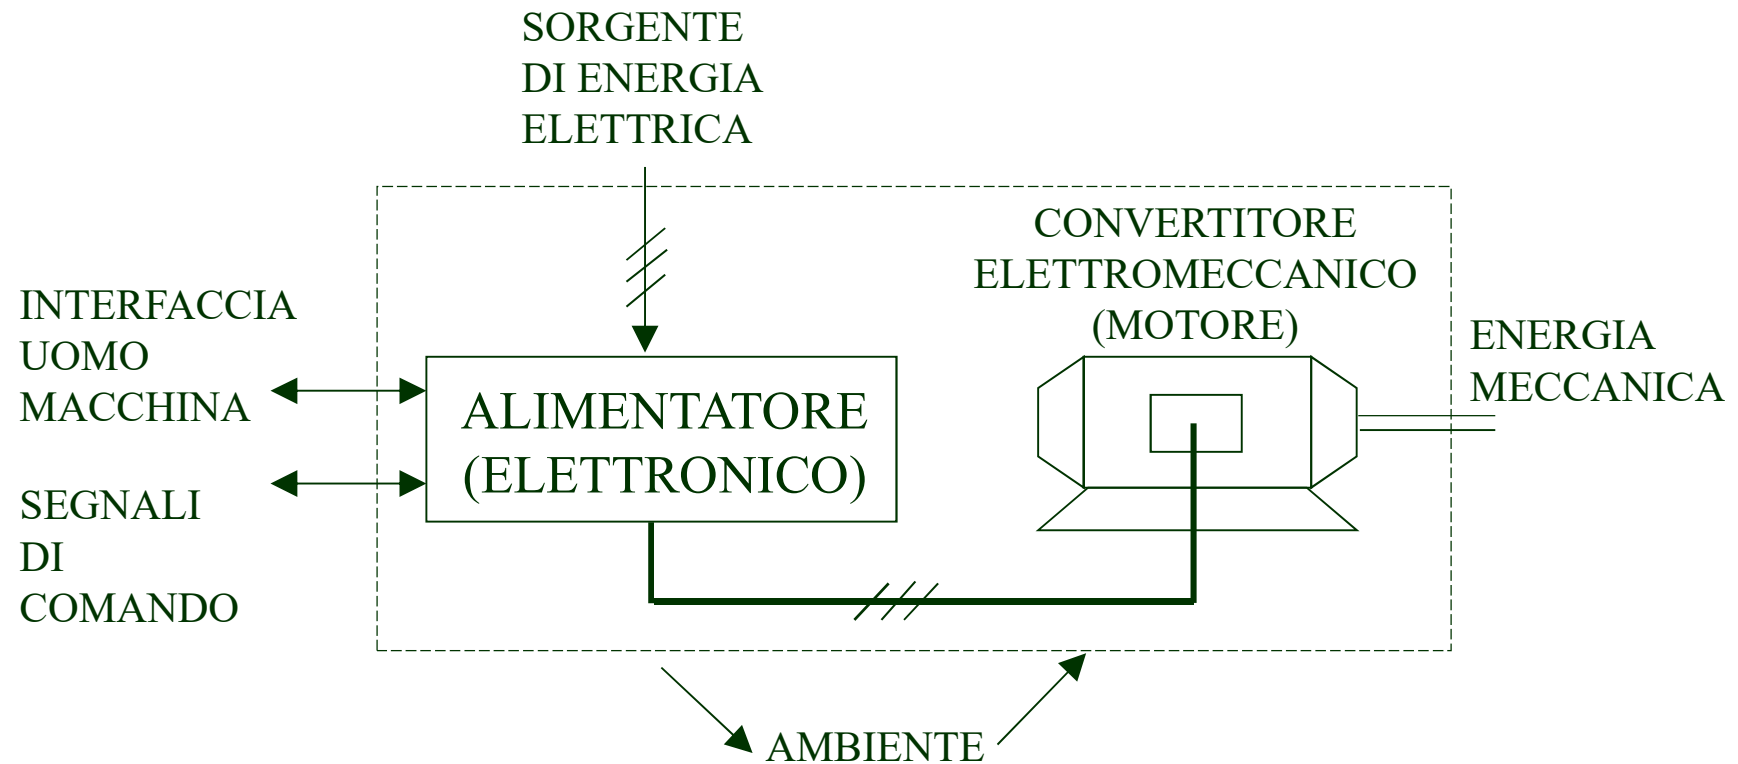 SORGENTE
DI ENERGIA
ELETTRICA
CONVERTITORE
ELETTROMECCANICO
(MOTORE)
INTERFACCIA
UOMO
MACCHINA
ENERGIA
MECCANICA
ALIMENTATORE
(ELETTRONICO)
SEGNALI
DI
COMANDO
AMBIENTE